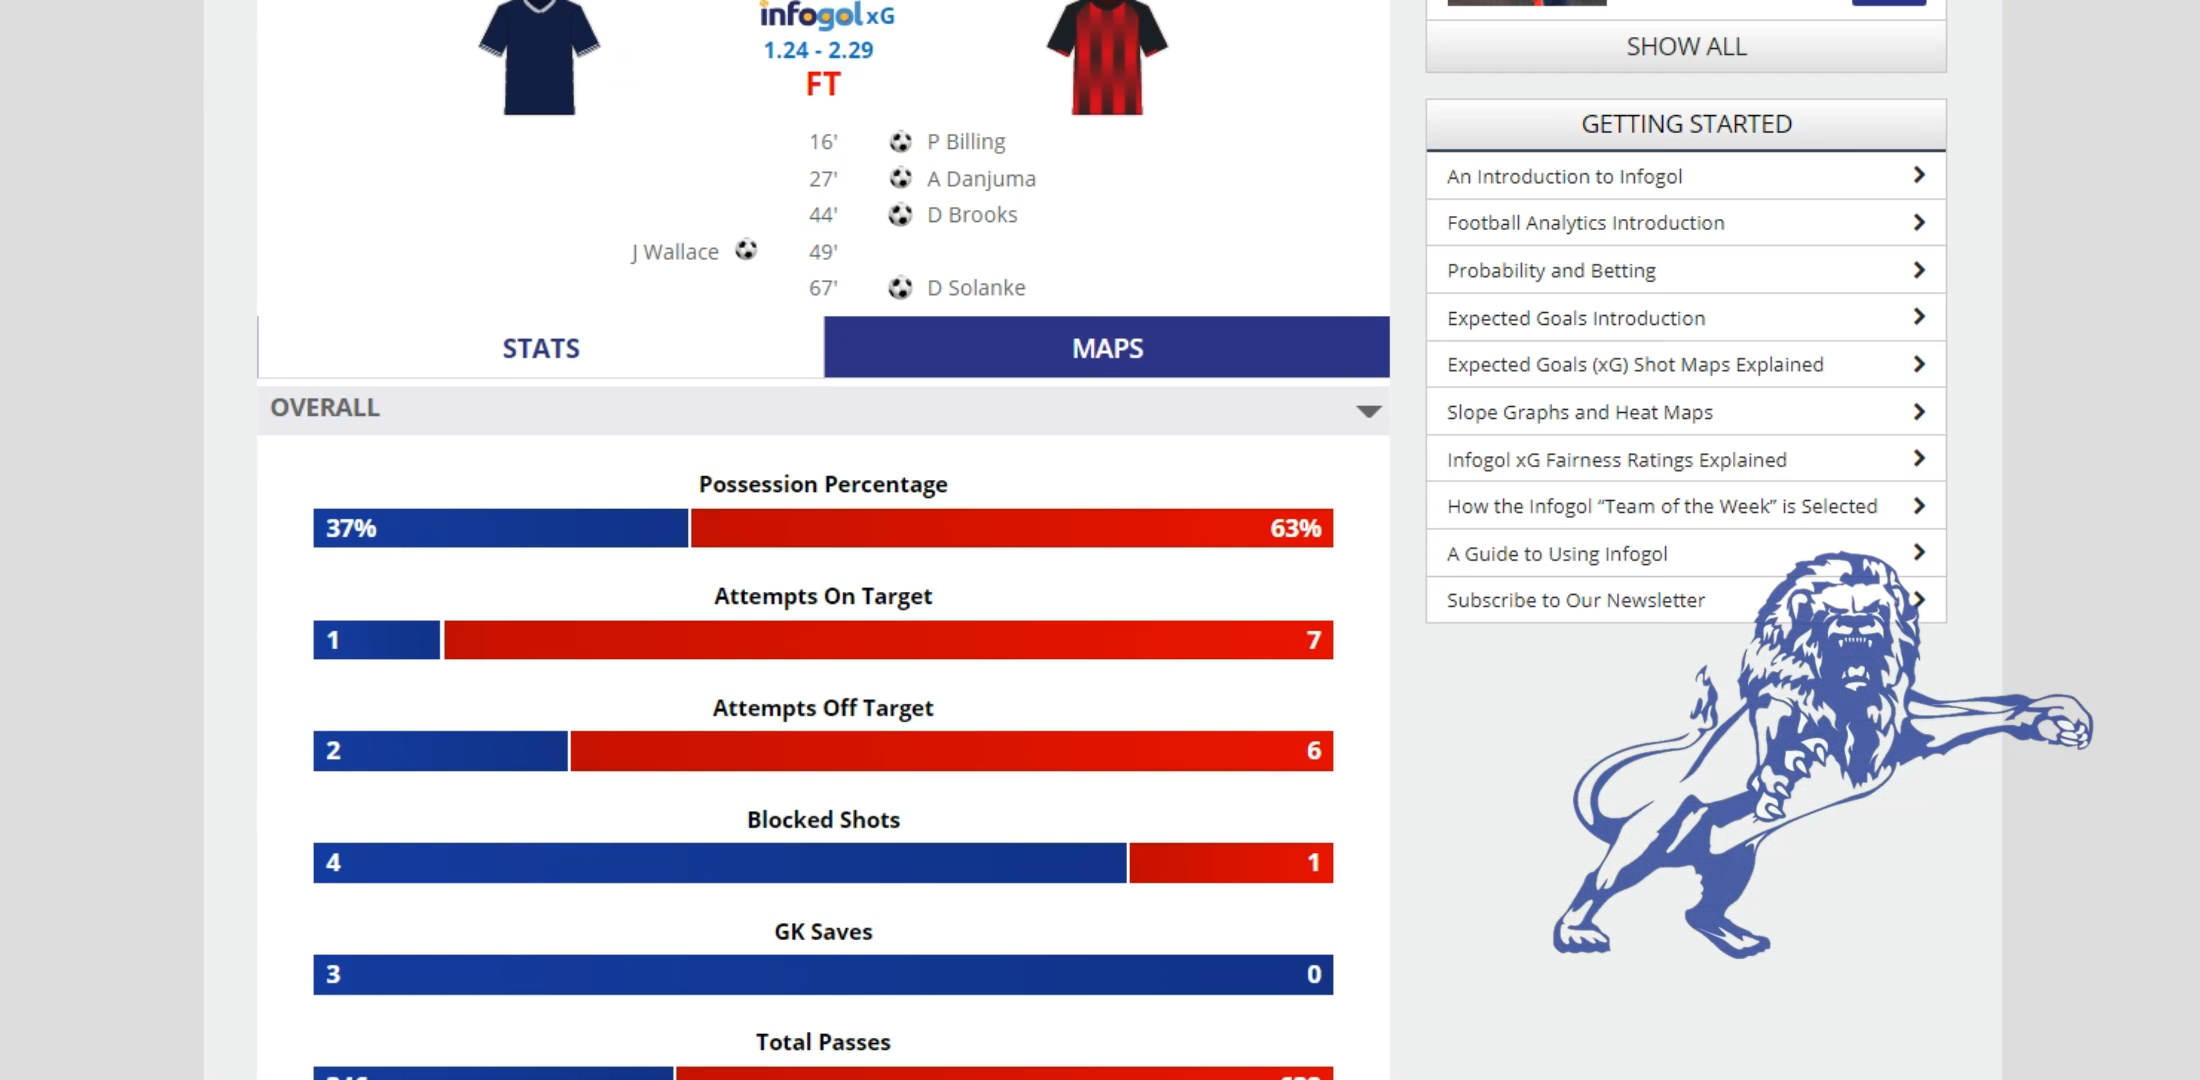 infogol xG
1.24 - 2.29
FT
16' P Billing
27' A Danjuma
44' D Brooks
J Wallace 49'
67' D Solanke
STATS MAPS
OVERALL
Possession Percentage
37% 63%
Attempts On Target
1 7
Attempts Off Target
2 6
Blocked Shots
4 1
GK Saves
3 0
Total Passes
SHOW ALL
GETTING STARTED
An Introduction to Infogol
Football Analytics Introduction
Probability and Betting
Expected Goals Introduction
Expected Goals (xG) Shot Maps Explained
Slope Graphs and Heat Maps
Infogol xG Fairness Ratings Explained
How the Infogol “Team of the Week” is Selected
A Guide to Using Infogol
Subscribe to Our Newsletter